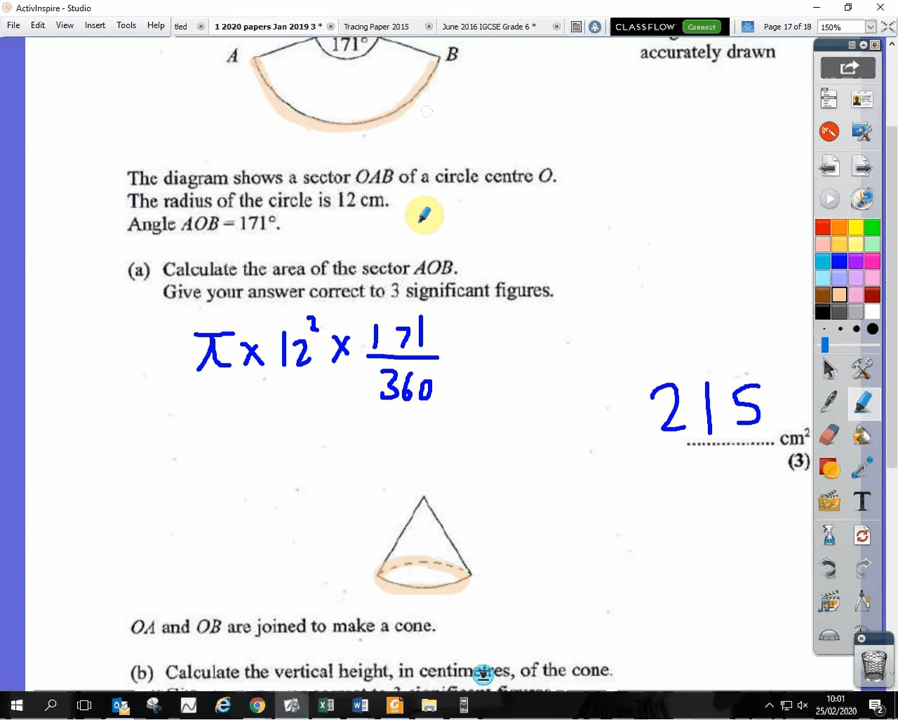 ActivInspire - Studio
File Edit View Insert Tools Help tled 1 2020 papers Jan 2019 3 * Tracing Paper 2015 June 2016 IGCSE Grade 6 * CLASSFLOW Connect Page 17 of 18 150%
171°
A B accurately drawn
The diagram shows a sector OAB of a circle centre O.
The radius of the circle is 12 cm.
Angle AOB = 171°.
(a) Calculate the area of the sector AOB.
Give your answer correct to 3 significant figures.
π × 12² × 171
360
215
cm²
(3)
OA and OB are joined to make a cone.
(b) Calculate the vertical height, in centimetres, of the cone.
10:01
25/02/2020
2